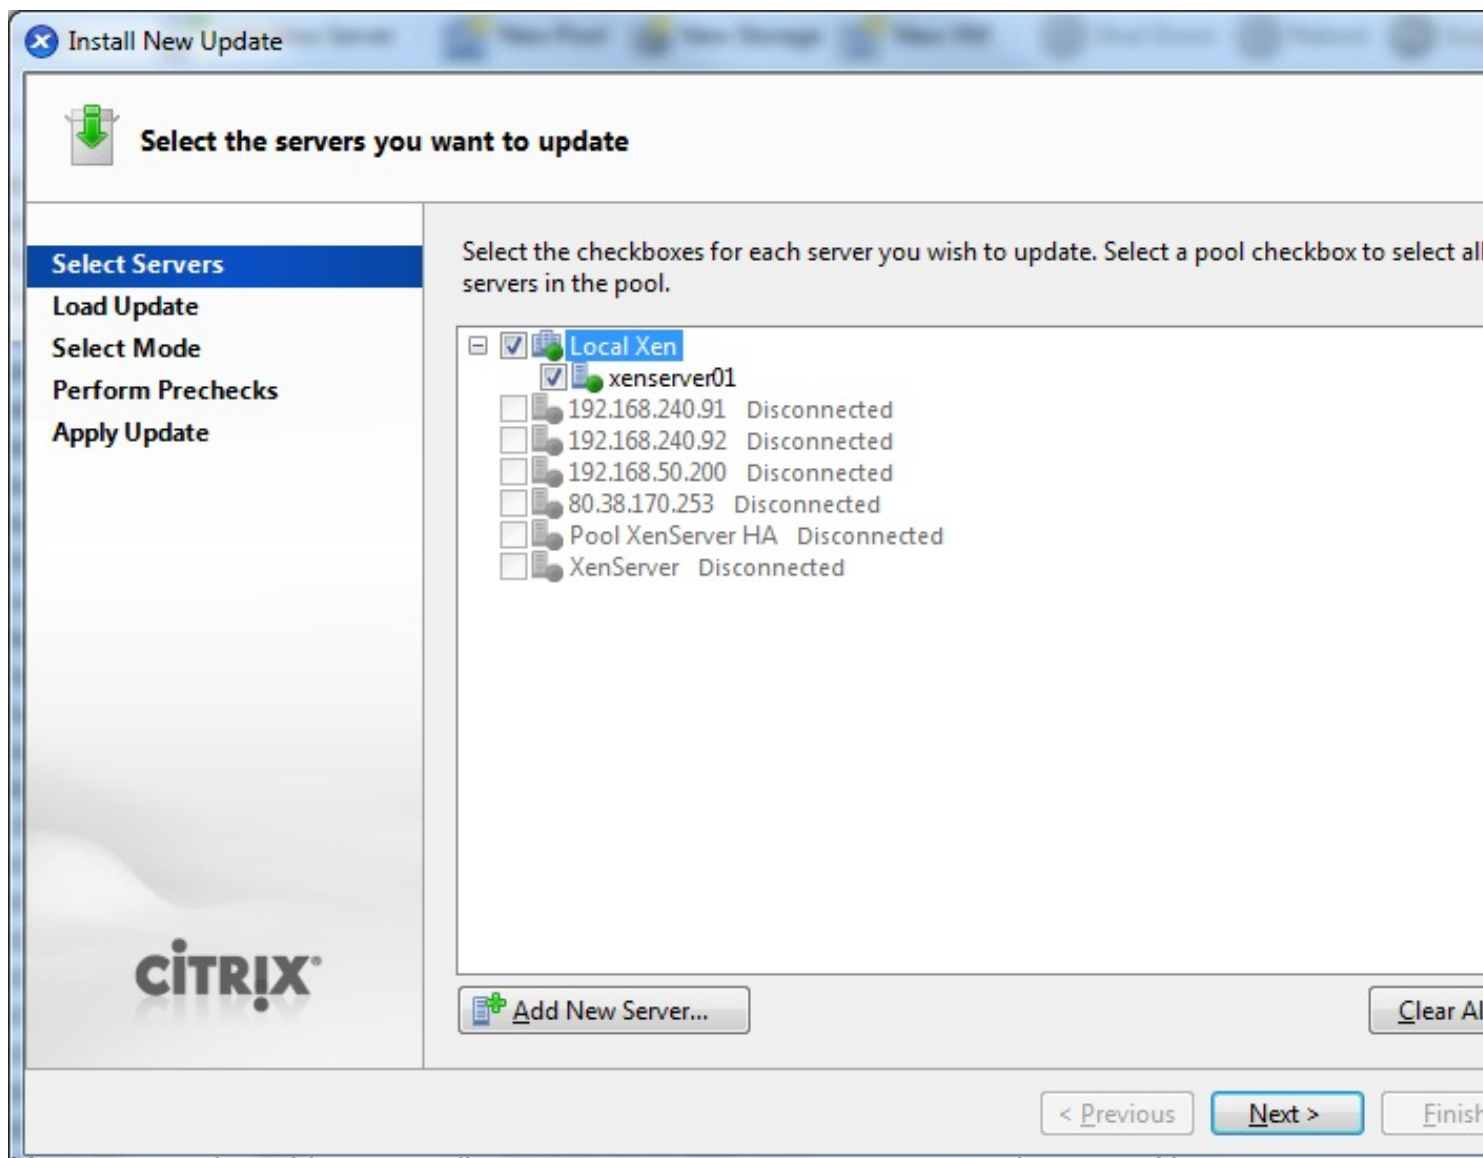 Install New Update
Select the servers you want to update
Select Servers
Load Update
Select Mode
Perform Prechecks
Apply Update
CİTRIX
Select the checkboxes for each server you wish to update. Select a pool checkbox to select all
servers in the pool.
Local Xen
xenserver01
192.168.240.91 Disconnected
192.168.240.92 Disconnected
192.168.50.200 Disconnected
80.38.170.253 Disconnected
Pool XenServer HA Disconnected
XenServer Disconnected
Add New Server...
Clear Al
< Previous
Next >
Finish